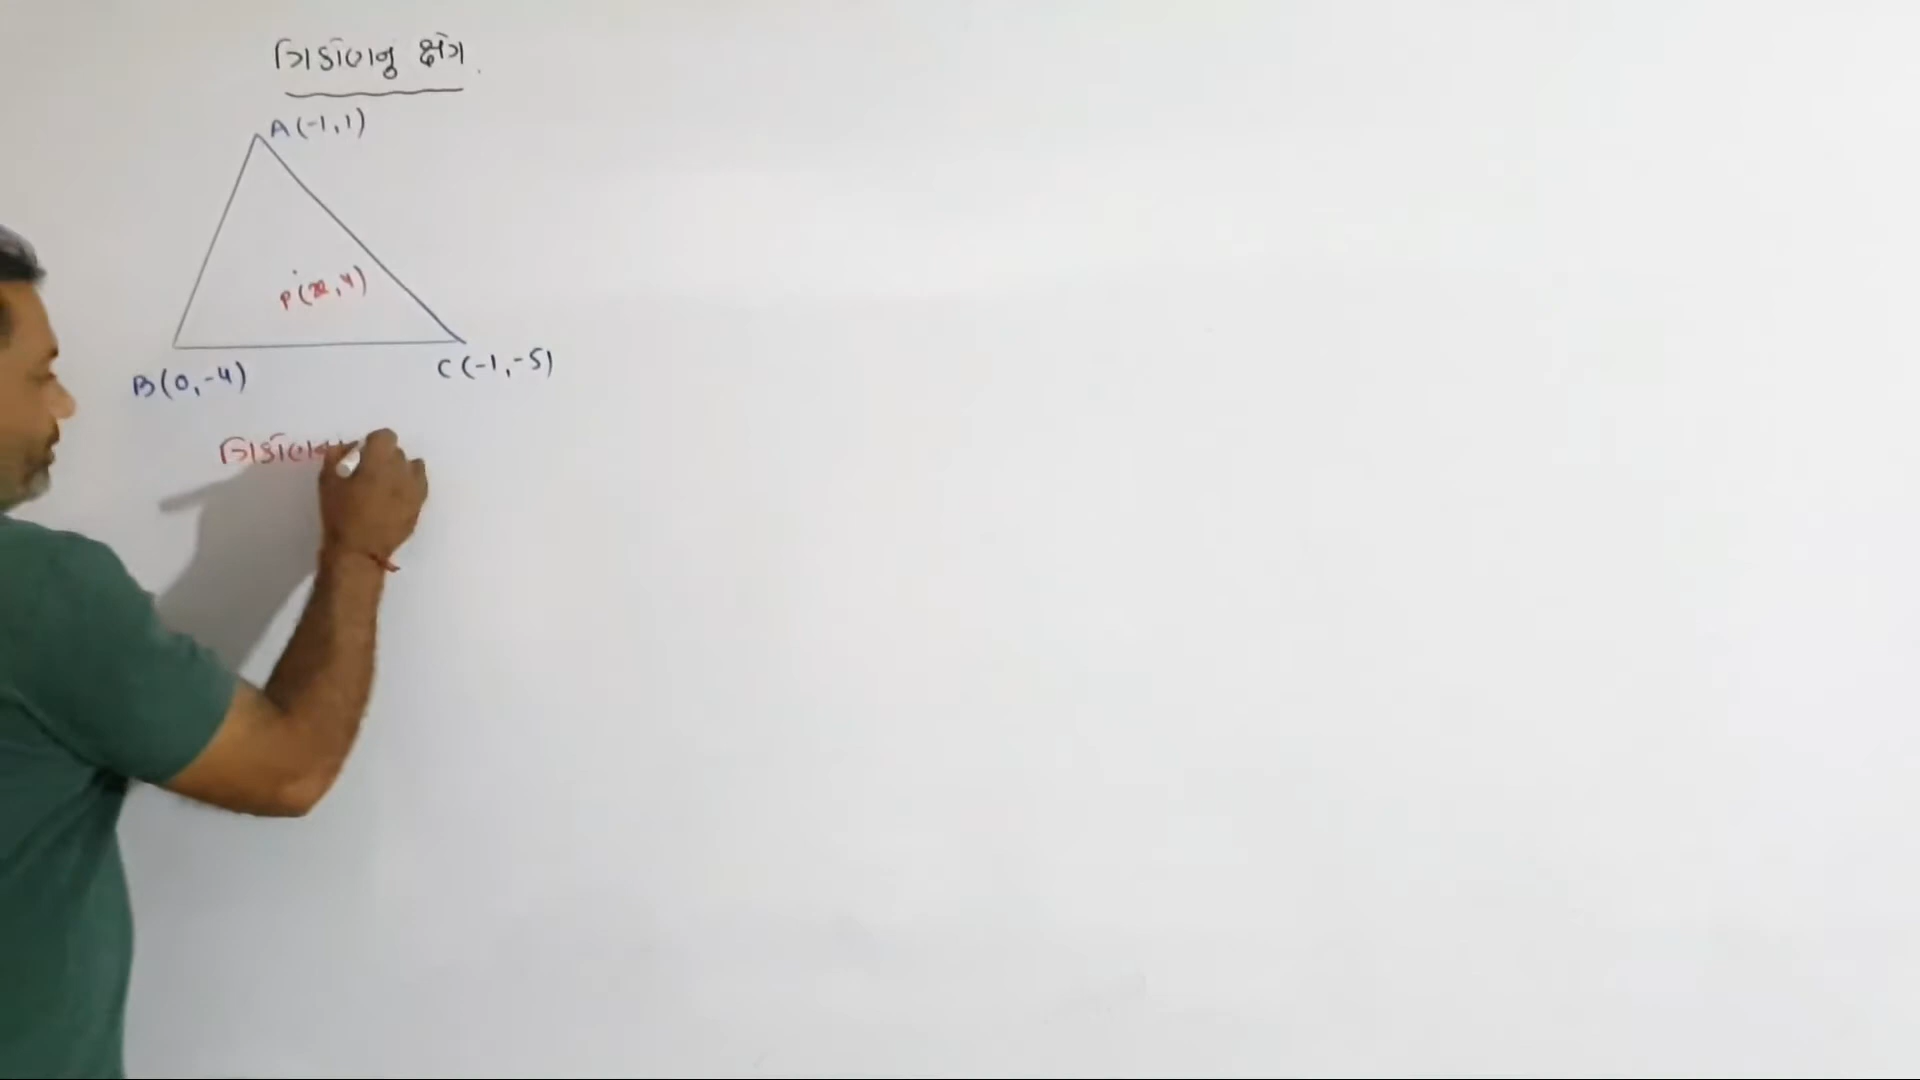 ત્રિકોણનું ક્ષેત્ર.
A(-1,1)
P(x,y)
B(0,-4)
C(-1,-5)